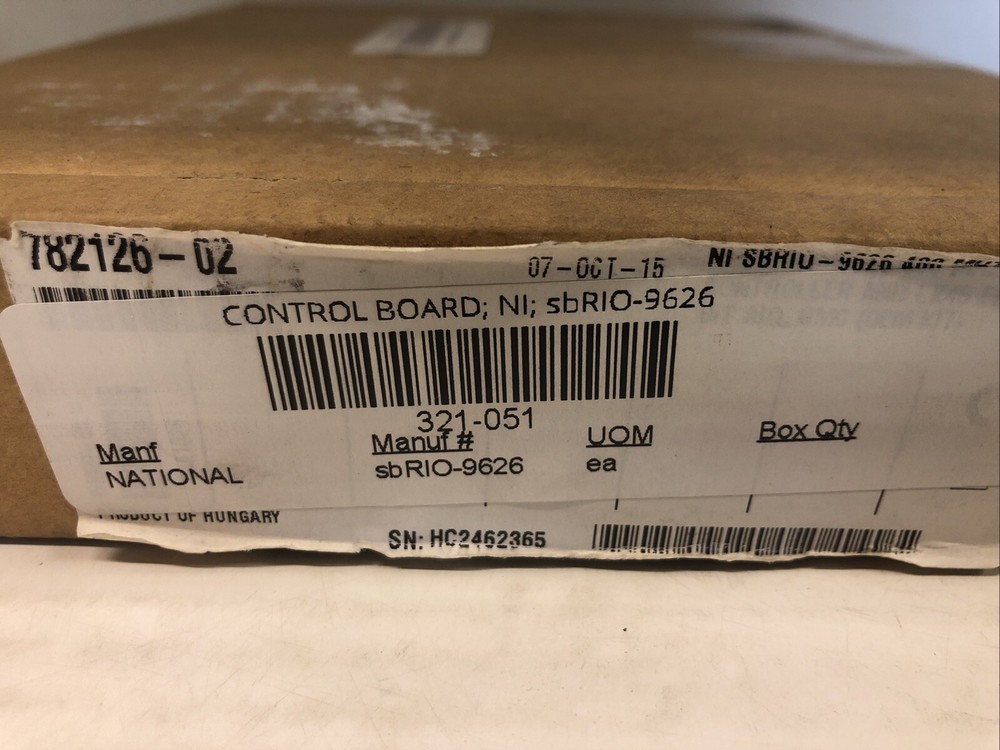 782126-02
07-OCT-15
NI SBRIO-9626 400
CONTROL BOARD; NI; sbRIO-9626
321-051
Manf
Manuf #
UOM
Box Qty
NATIONAL
sbRIO-9626
ea
PRODUCT OF HUNGARY
SN: HC2462365